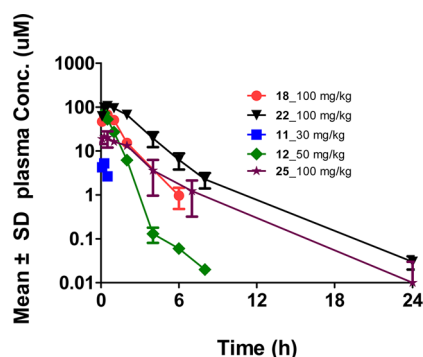 Mean ± SD plasma Conc. (uM)
1000
100
10
1
0.1
0.01
0
6
12
18
24
Time (h)
18_100 mg/kg
22_100 mg/kg
11_30 mg/kg
12_50 mg/kg
25_100 mg/kg